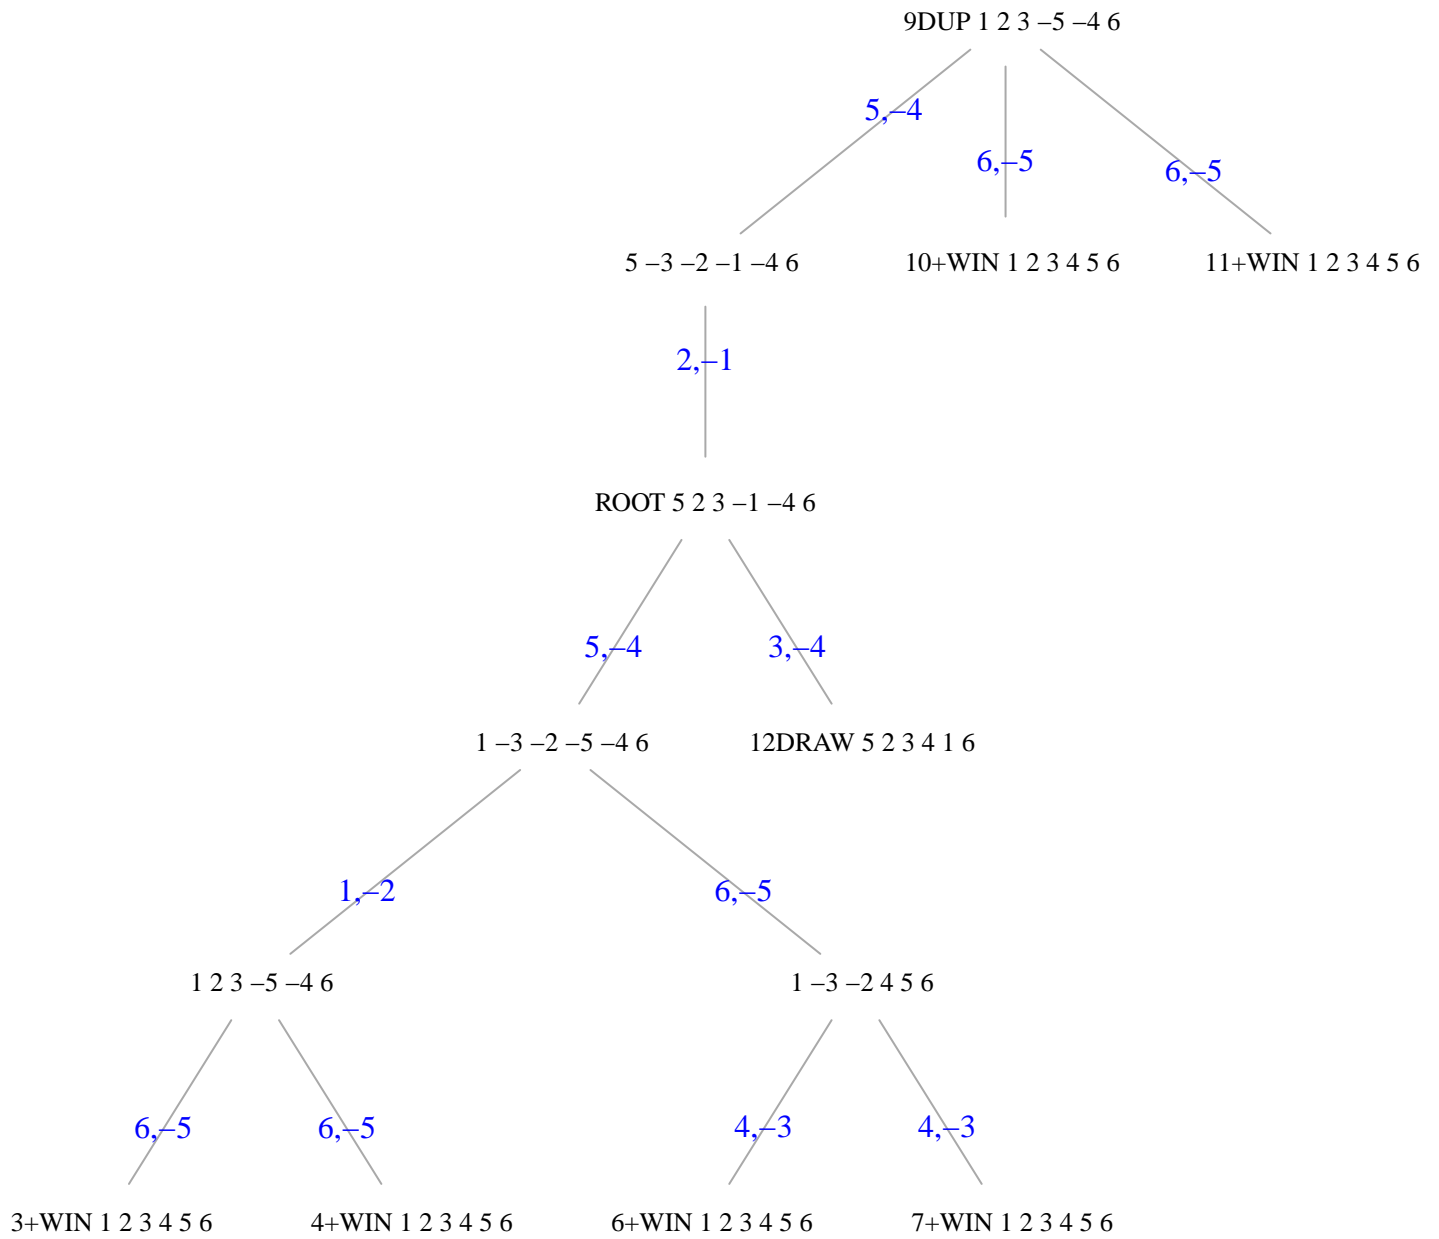 9DUP 1 2 3 –5 –4 6
5,–4
6,–5
6,–5
5 –3 –2 –1 –4 6
10+WIN 1 2 3 4 5 6
11+WIN 1 2 3 4 5 6
2,–1
ROOT 5 2 3 –1 –4 6
5,–4
3,–4
1 –3 –2 –5 –4 6
12DRAW 5 2 3 4 1 6
1,–2
6,–5
1 2 3 –5 –4 6
1 –3 –2 4 5 6
6,–5
6,–5
4,–3
4,–3
3+WIN 1 2 3 4 5 6
4+WIN 1 2 3 4 5 6
6+WIN 1 2 3 4 5 6
7+WIN 1 2 3 4 5 6